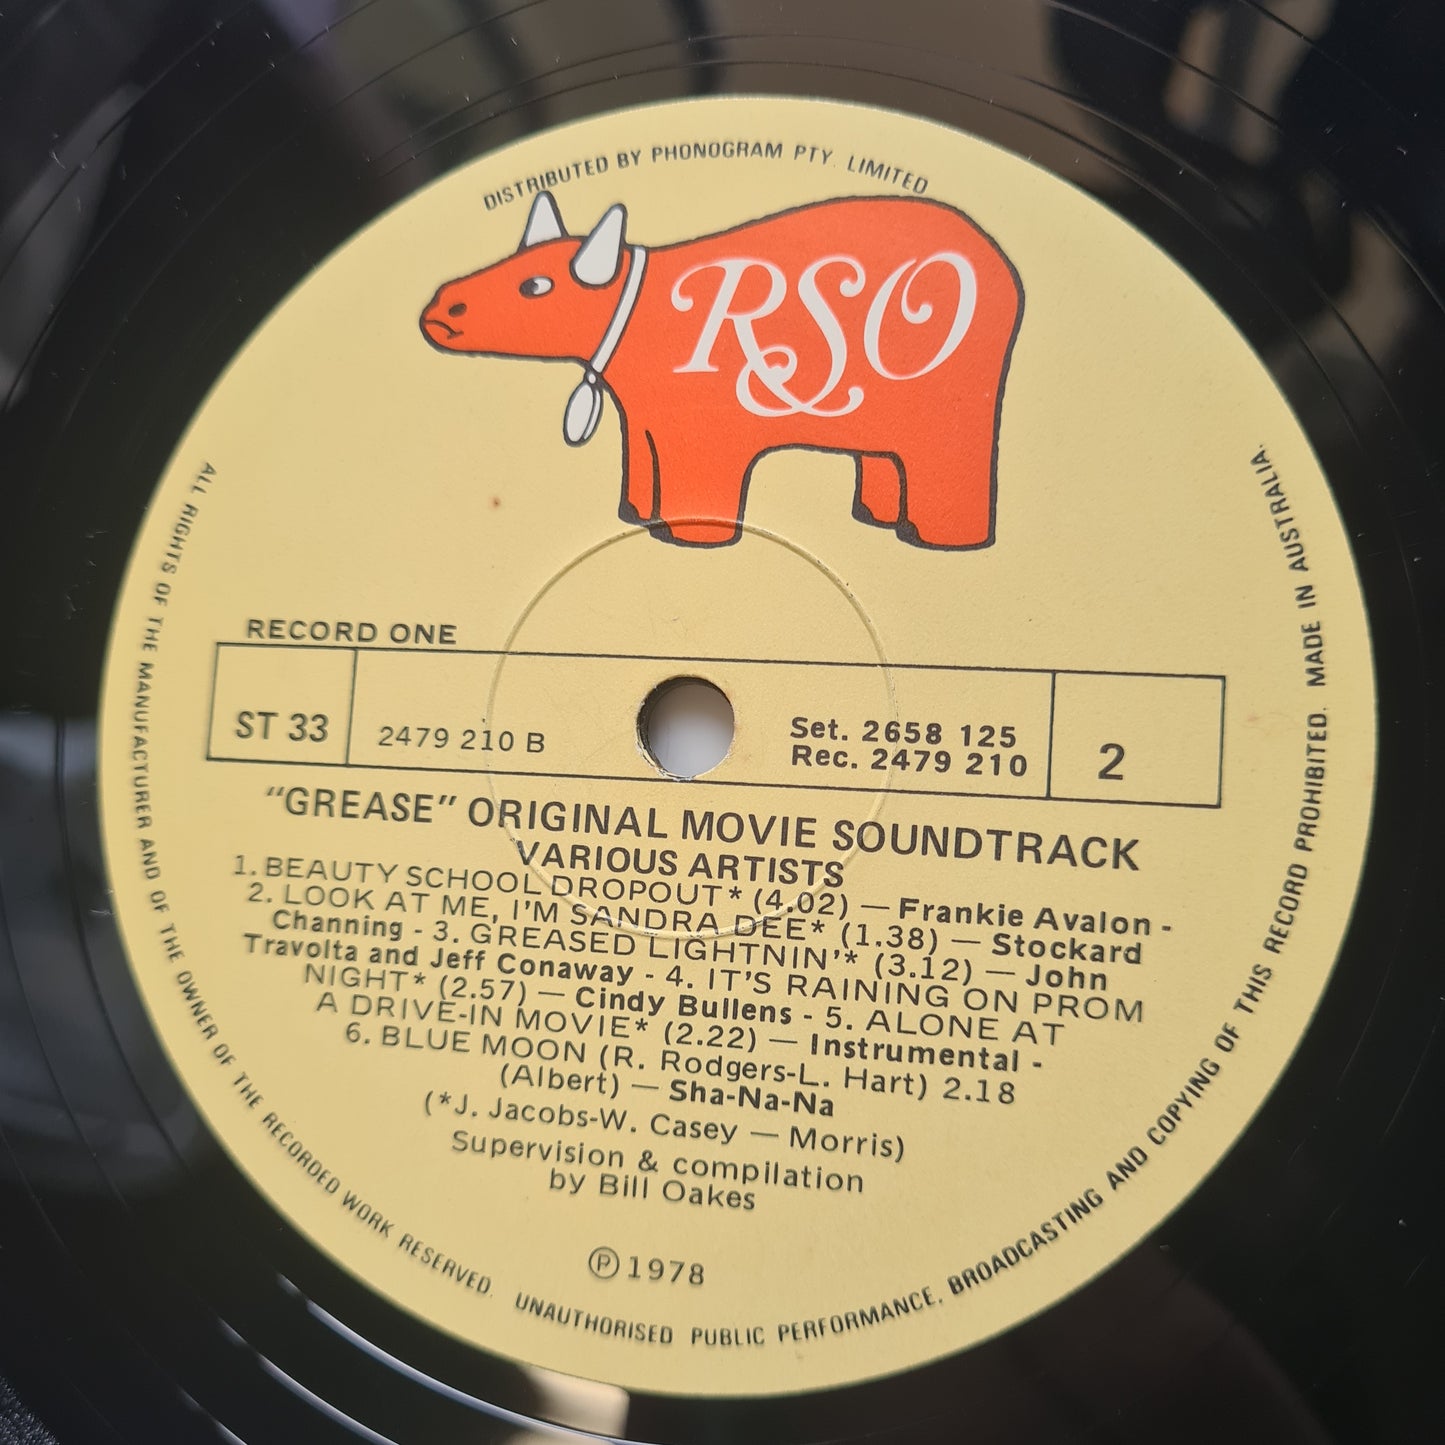 DISTRIBUTED BY PHONOGRAM PTY. LIMITED
RSO
RECORD ONE
ST 33
2479 210 B
Set. 2658 125
Rec. 2479 210
2
"GREASE" ORIGINAL MOVIE SOUNDTRACK
VARIOUS ARTISTS
1. BEAUTY SCHOOL DROPOUT* (4.02) — Frankie Avalon -
2. LOOK AT ME, I'M SANDRA DEE* (1.38) — Stockard
Channing - 3. GREASED LIGHTNIN'* (3.12) — John
Travolta and Jeff Conaway - 4. IT'S RAINING ON PROM
NIGHT* (2.57) — Cindy Bullens - 5. ALONE AT
A DRIVE-IN MOVIE* (2.22) — Instrumental -
6. BLUE MOON (R. Rodgers-L. Hart) 2.18
(Albert) — Sha-Na-Na
(*J. Jacobs-W. Casey — Morris)
Supervision & compilation
by Bill Oakes
℗ 1978
ALL RIGHTS OF THE MANUFACTURER AND OF THE OWNER OF THE RECORDED WORK RESERVED. UNAUTHORISED PUBLIC PERFORMANCE, BROADCASTING AND COPYING OF THIS RECORD PROHIBITED. MADE IN AUSTRALIA.